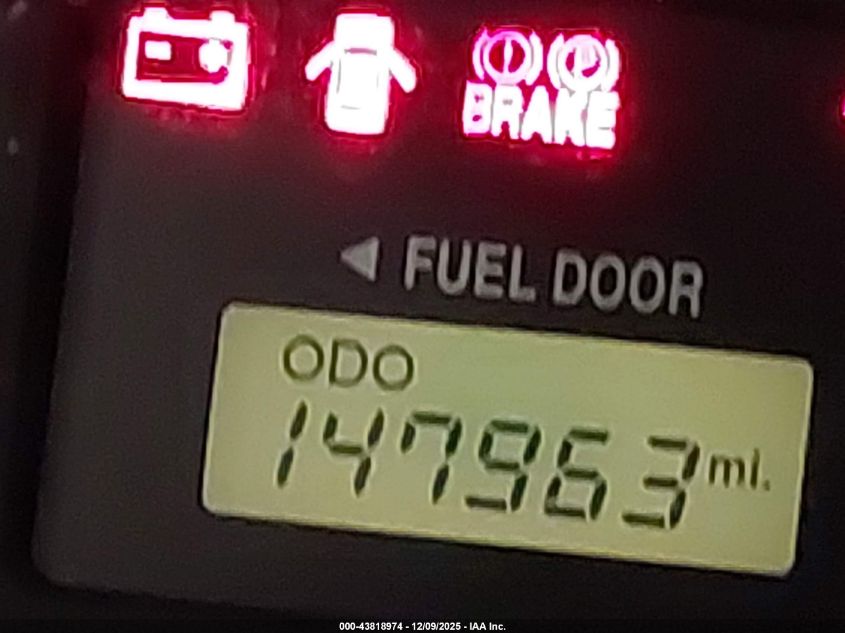 BRAKE
◀ FUEL DOOR
ODO
147963 mi.
000-43818974 - 12/09/2025 - IAA Inc.